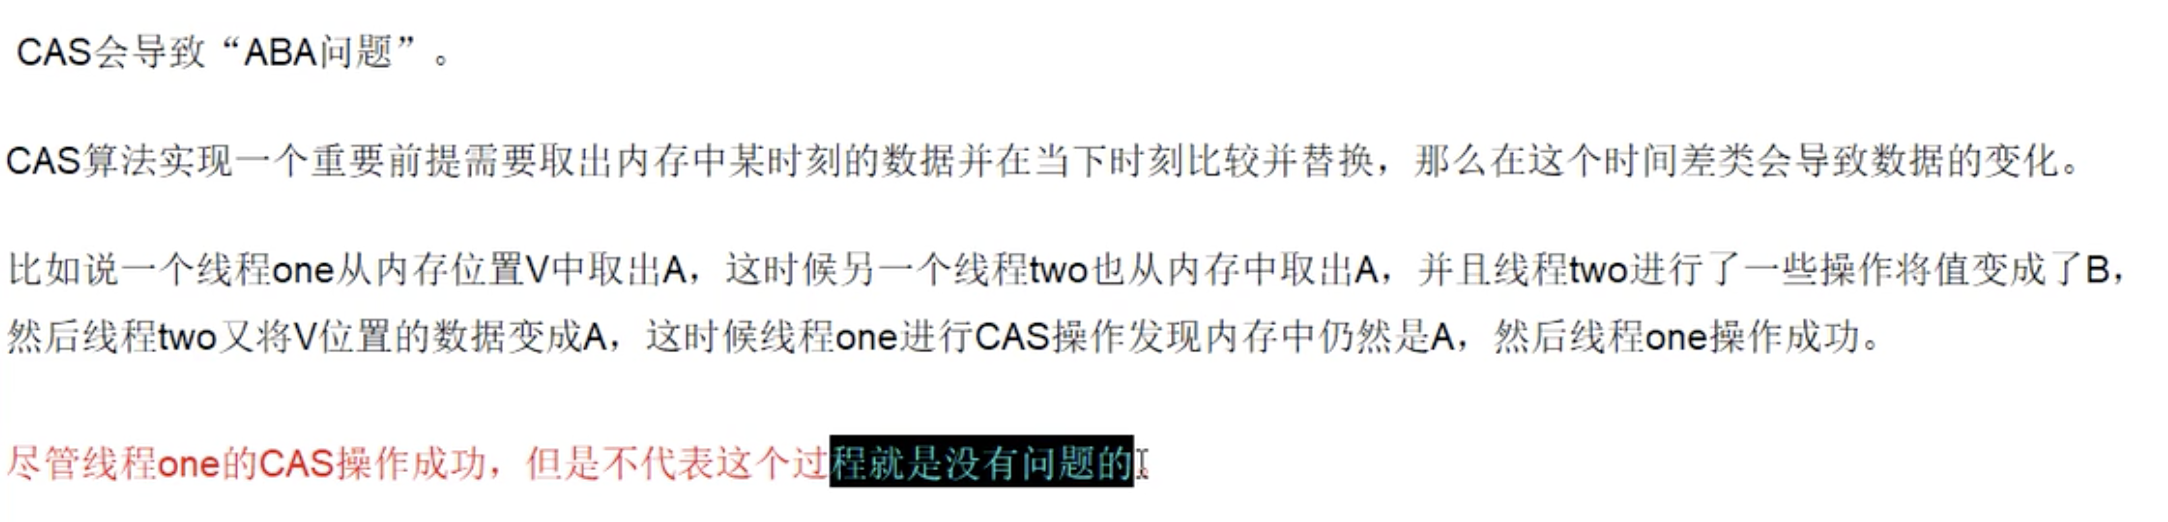 CAS会导致“ABA问题”。
CAS算法实现一个重要前提需要取出内存中某时刻的数据并在当下时刻比较并替换，那么在这个时间差类会导致数据的变化。
比如说一个线程one从内存位置V中取出A，这时候另一个线程two也从内存中取出A，并且线程two进行了一些操作将值变成了B，
然后线程two又将V位置的数据变成A，这时候线程one进行CAS操作发现内存中仍然是A，然后线程one操作成功。
尽管线程one的CAS操作成功，但是不代表这个过程就是没有问题的。